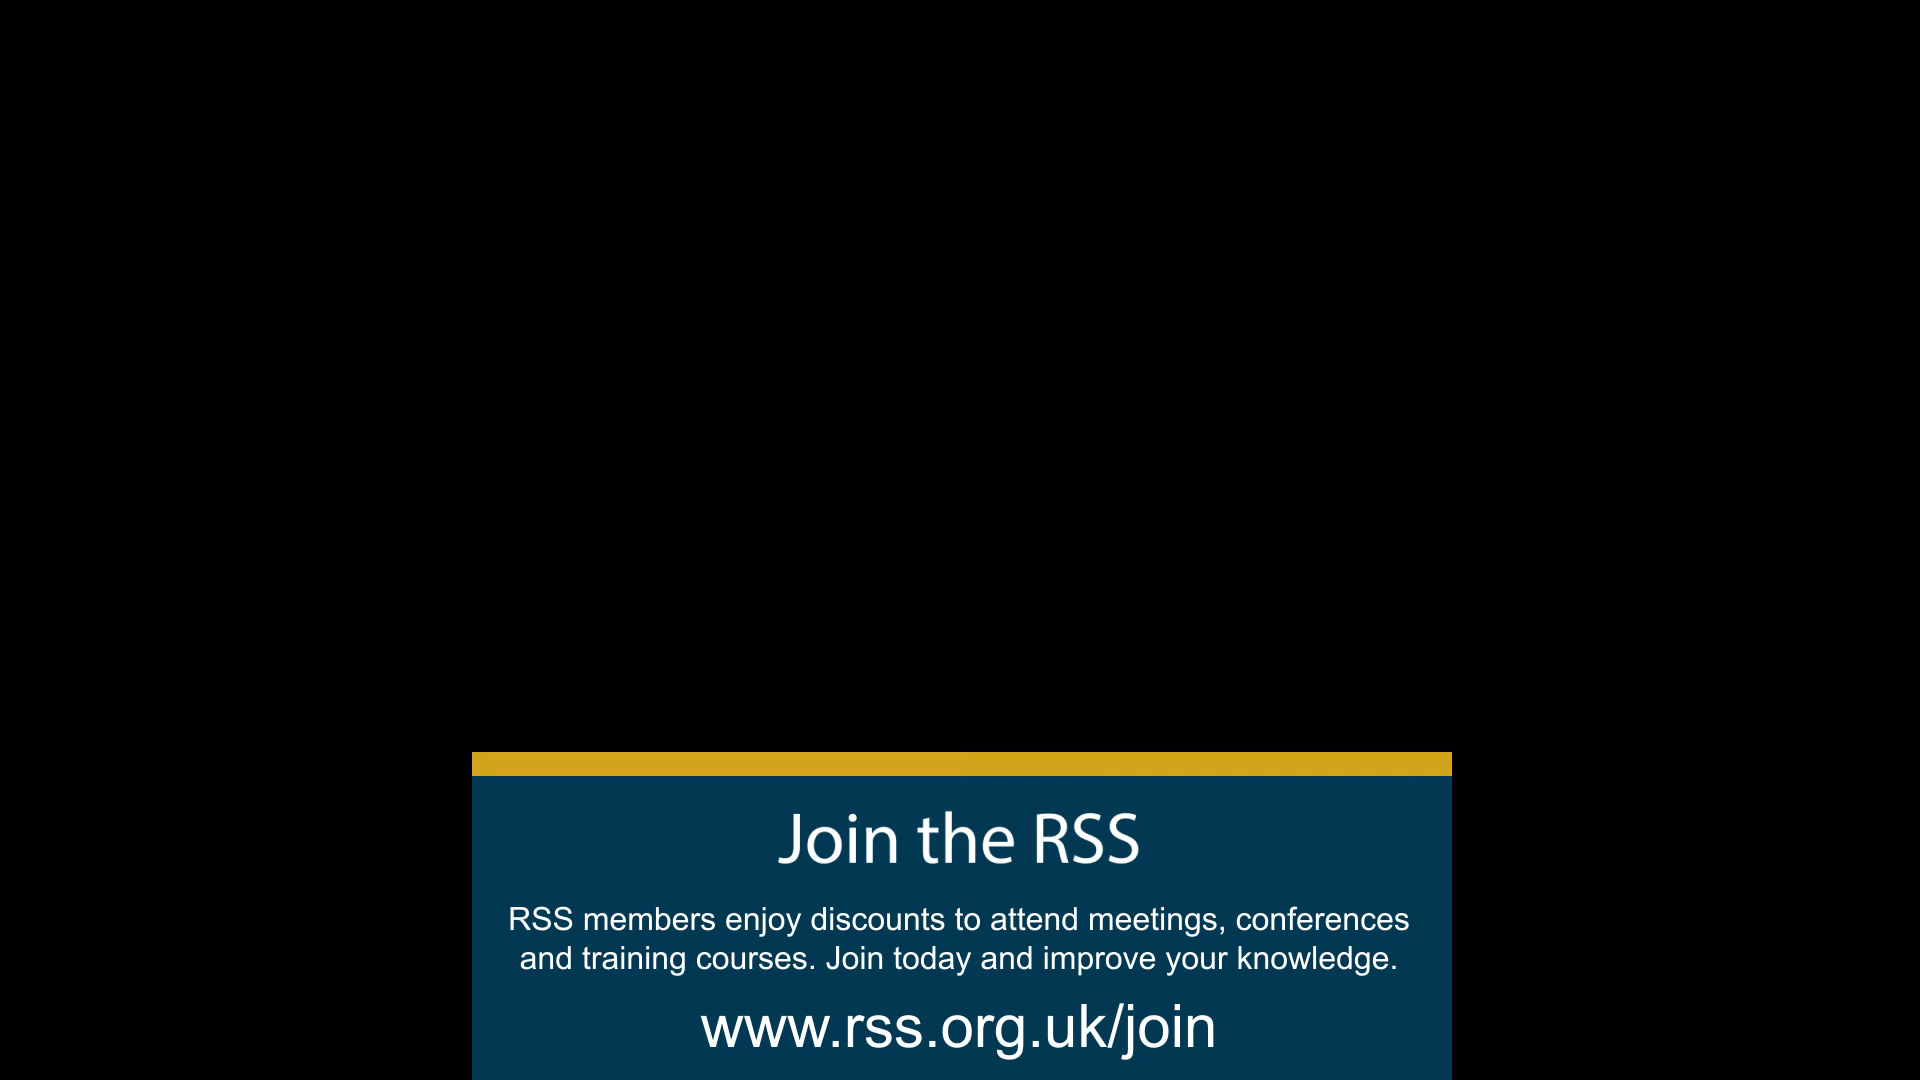 Join the RSS
RSS members enjoy discounts to attend meetings, conferences
and training courses. Join today and improve your knowledge.
www.rss.org.uk/join